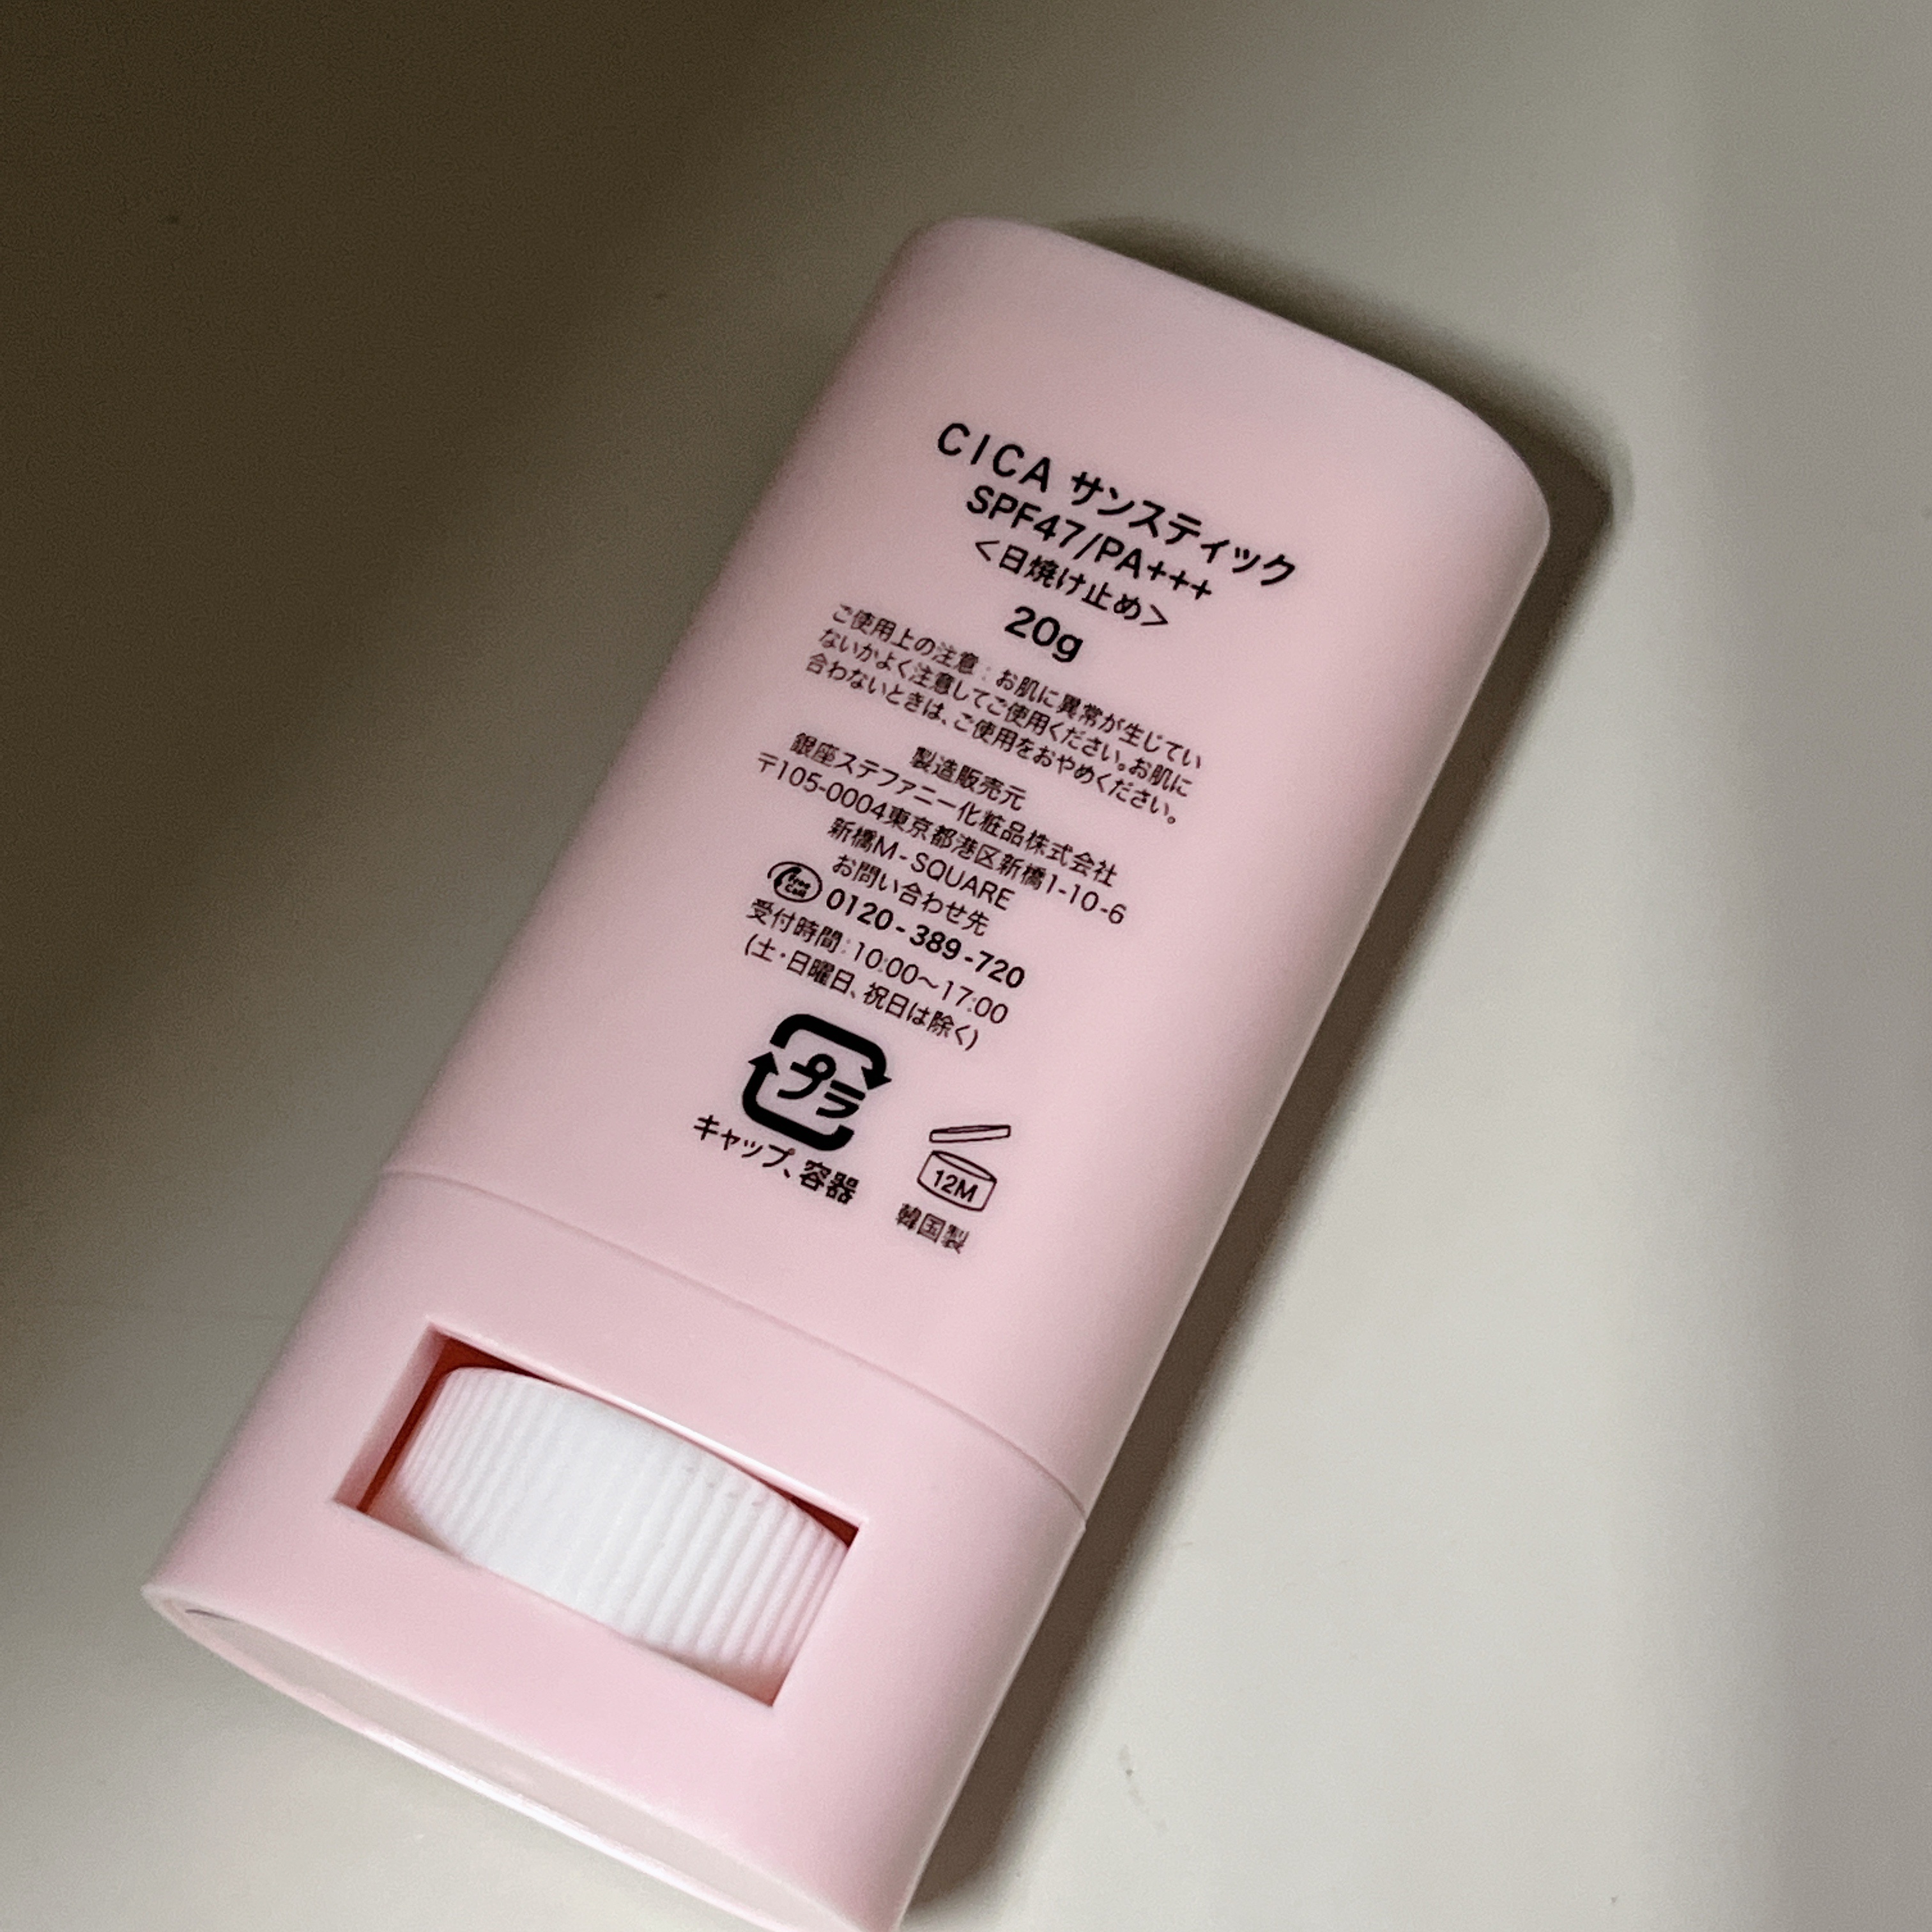 CICA サンスティック
SPF47/PA+++
＜日焼け止め＞
20g
ご使用上の注意：お肌に異常が生じてい
ないかよく注意してご使用ください。お肌に
合わないときは、ご使用をおやめください。
製造販売元
銀座ステファニー化粧品株式会社
〒105-0004東京都港区新橋1-10-6
新橋M-SQUARE
お問い合わせ先
Free Call 0120-389-720
受付時間：10:00～17:00
(土・日曜日、祝日は除く)
プラ
キャップ、容器
12M
韓国製